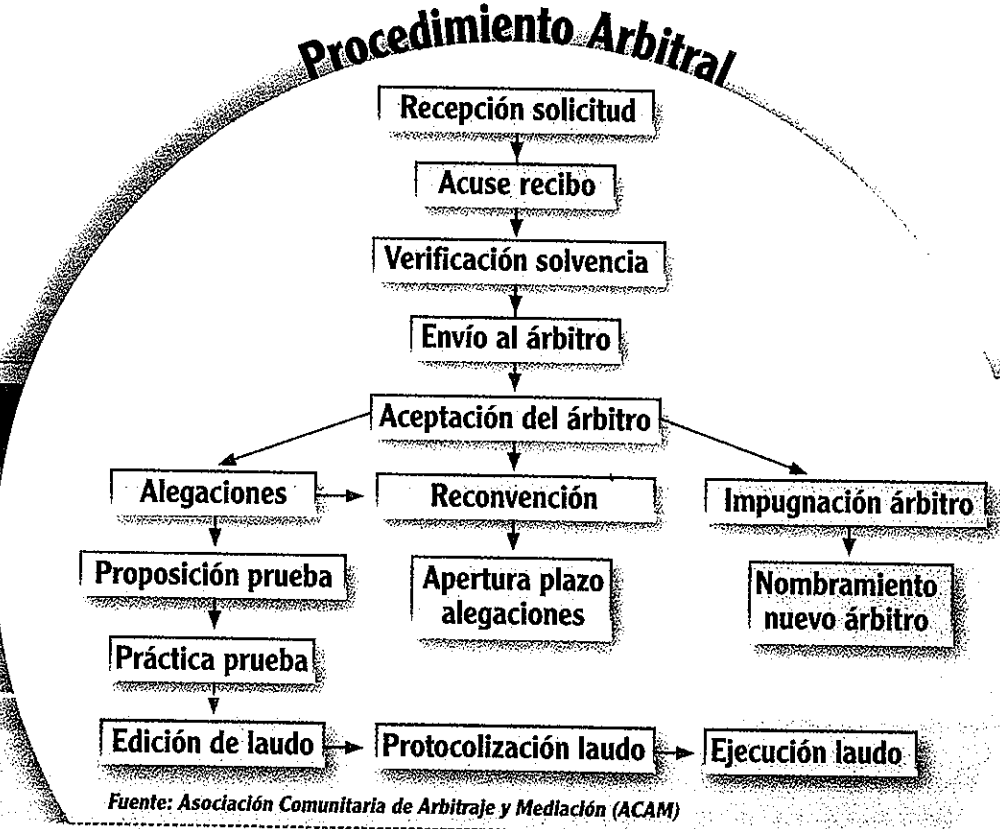 Procedimiento Arbitral
Recepción solicitud
Acuse recibo
Verificación solvencia
Envío al árbitro
Aceptación del árbitro
Alegaciones
Reconvención
Impugnación árbitro
Proposición prueba
Apertura plazo
alegaciones
Nombramiento
nuevo árbitro
Práctica prueba
Edición de laudo
Protocolización laudo
Ejecución laudo
Fuente: Asociación Comunitaria de Arbitraje y Mediación (ACAM)